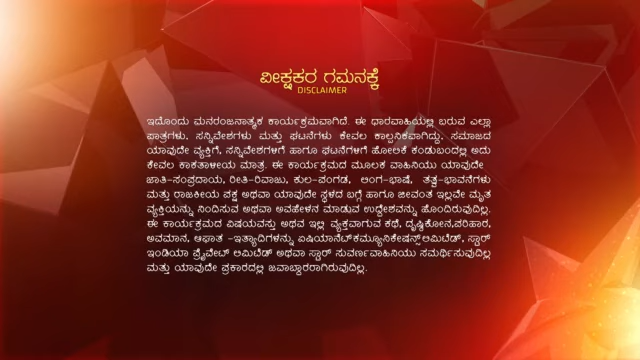 ವೀಕ್ಷಕರ ಗಮನಕ್ಕೆ
DISCLAIMER
ಇದೊಂದು ಮನರಂಜನಾತ್ಮಕ ಕಾರ್ಯಕ್ರಮವಾಗಿದೆ. ಈ ಧಾರವಾಹಿಯಲ್ಲಿ ಬರುವ ಎಲ್ಲಾ
ಪಾತ್ರಗಳು, ಸನ್ನಿವೇಶಗಳು ಮತ್ತು ಘಟನೆಗಳು ಕೇವಲ ಕಾಲ್ಪನಿಕವಾಗಿದ್ದು, ಸಮಾಜದ
ಯಾವುದೇ ವ್ಯಕ್ತಿಗೆ, ಸನ್ನಿವೇಶಗಳಿಗೆ ಹಾಗೂ ಘಟನೆಗಳಿಗೆ ಹೋಲಿಕೆ ಕಂಡುಬಂದಲ್ಲಿ ಅದು
ಕೇವಲ ಕಾಕತಾಳೀಯ ಮಾತ್ರ. ಈ ಕಾರ್ಯಕ್ರಮದ ಮೂಲಕ ವಾಹಿನಿಯು ಯಾವುದೇ
ಜಾತಿ-ಸಂಪ್ರದಾಯ, ರೀತಿ-ರಿವಾಜು, ಕುಲ-ಪಂಗಡ, ಲಿಂಗ-ಭಾಷೆ, ತತ್ವ-ಭಾವನೆಗಳು
ಮತ್ತು ರಾಜಕೀಯ ಪಕ್ಷ ಅಥವಾ ಯಾವುದೇ ಸ್ಥಳದ ಬಗ್ಗೆ ಹಾಗೂ ಜೀವಂತ ಇಲ್ಲವೇ ಮೃತ
ವ್ಯಕ್ತಿಯನ್ನು ನಿಂದಿಸುವ ಅಥವಾ ಅವಹೇಳನ ಮಾಡುವ ಉದ್ದೇಶವನ್ನು ಹೊಂದಿರುವುದಿಲ್ಲ.
ಈ ಕಾರ್ಯಕ್ರಮದ ವಿಷಯವಸ್ತು ಅಥವ ಇಲ್ಲಿ ವ್ಯಕ್ತವಾಗುವ ಕಥೆ, ದೃಷ್ಟಿಕೋನ,ಪರಿಹಾರ,
ಅವಮಾನ, ಆಘಾತ -ಇತ್ಯಾದಿಗಳನ್ನು ಏಷಿಯಾನೆಟ್‌ಕಮ್ಯೂನಿಕೇಷನ್ಸ್ ಲಿಮಿಟೆಡ್, ಸ್ಟಾರ್
ಇಂಡಿಯಾ ಪ್ರೈವೇಟ್ ಲಿಮಿಟೆಡ್ ಅಥವಾ ಸ್ಟಾರ್ ಸುವರ್ಣವಾಹಿನಿಯು ಸಮರ್ಥಿಸುವುದಿಲ್ಲ
ಮತ್ತು ಯಾವುದೇ ಪ್ರಕಾರದಲ್ಲಿ ಜವಾಬ್ದಾರರಾಗಿರುವುದಿಲ್ಲ.